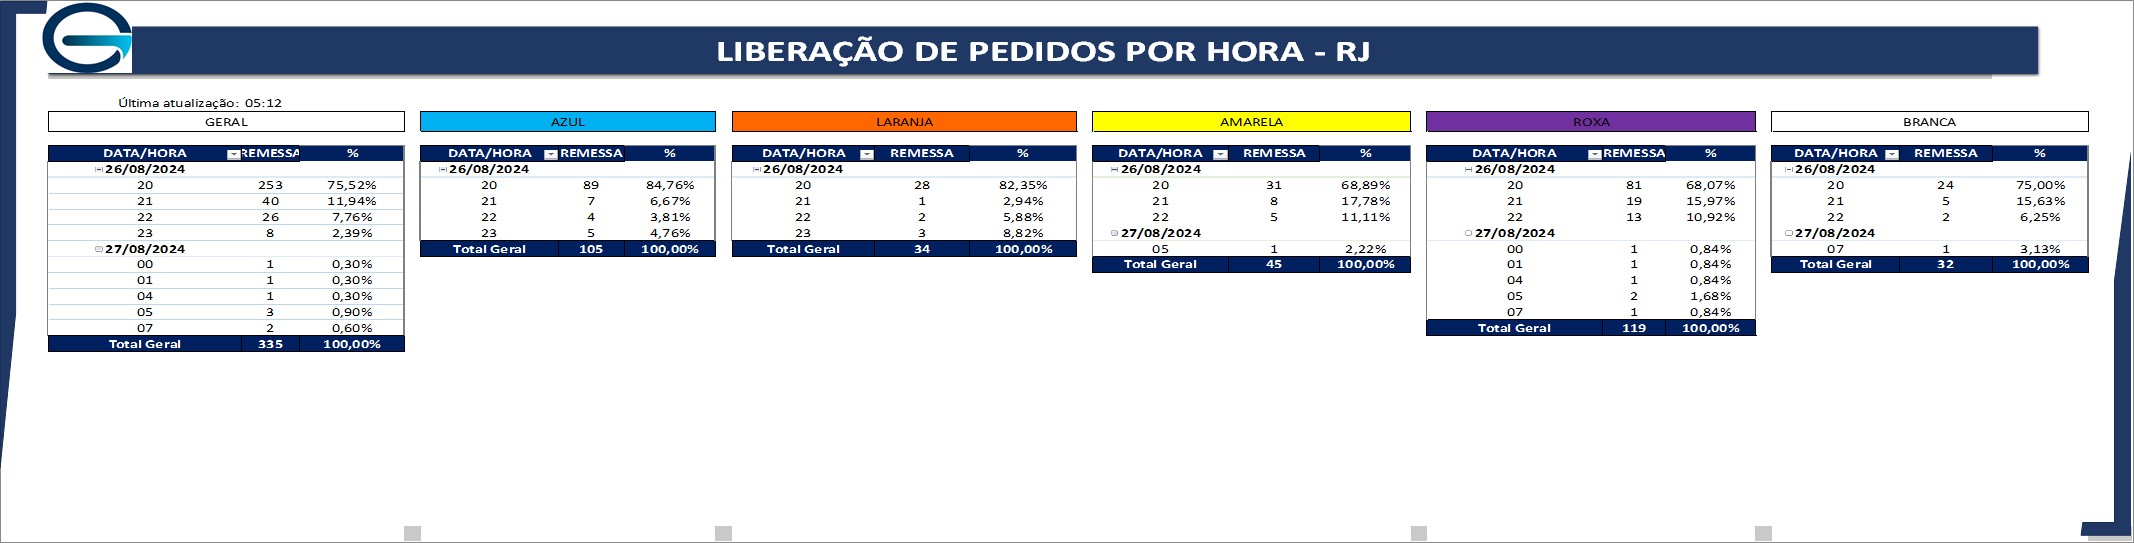 LIBERAÇÃO DE PEDIDOS POR HORA - RJ
Última atualização: 05:12
GERAL
DATA/HORA REMESSA %
26/08/2024
20 253 75,52%
21 40 11,94%
22 26 7,76%
23 8 2,39%
27/08/2024
00 1 0,30%
01 1 0,30%
04 1 0,30%
05 3 0,90%
07 2 0,60%
Total Geral 335 100,00%
AZUL
DATA/HORA REMESSA %
26/08/2024
20 89 84,76%
21 7 6,67%
22 4 3,81%
23 5 4,76%
Total Geral 105 100,00%
LARANJA
DATA/HORA REMESSA %
26/08/2024
20 28 82,35%
21 1 2,94%
22 2 5,88%
23 3 8,82%
Total Geral 34 100,00%
AMARELA
DATA/HORA REMESSA %
26/08/2024
20 31 68,89%
21 8 17,78%
22 5 11,11%
27/08/2024
05 1 2,22%
Total Geral 45 100,00%
ROXA
DATA/HORA REMESSA %
26/08/2024
20 81 68,07%
21 19 15,97%
22 13 10,92%
27/08/2024
00 1 0,84%
01 1 0,84%
04 1 0,84%
05 2 1,68%
07 1 0,84%
Total Geral 119 100,00%
BRANCA
DATA/HORA REMESSA %
26/08/2024
20 24 75,00%
21 5 15,63%
22 2 6,25%
27/08/2024
07 1 3,13%
Total Geral 32 100,00%